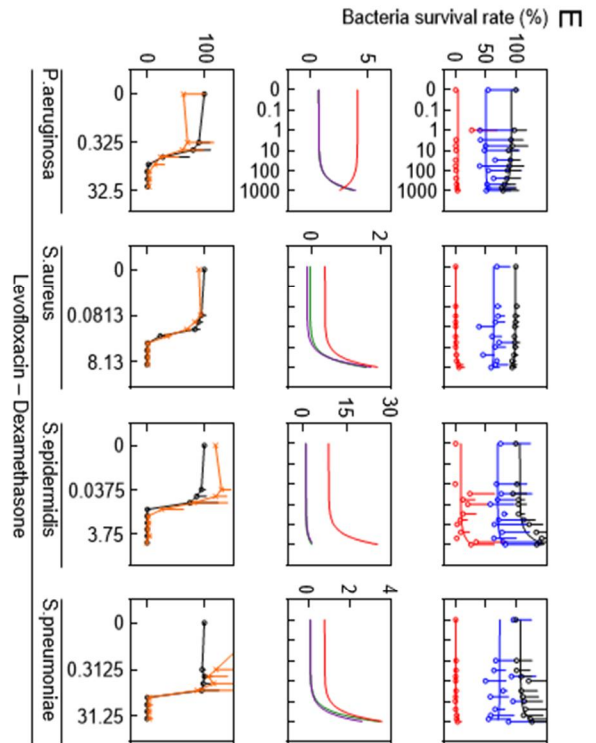 E
Bacteria survival rate (%)
0 50 100
0
0.1
1
10
100
1000
0 5
0 100
0
0.325
32.5
P.aeruginosa
0 2
0
0.0813
8.13
S.aureus
0 15 30
0
0.0375
3.75
S.epidermidis
0 2 4
0
0.3125
31.25
S.pneumoniae
Levofloxacin – Dexamethasone